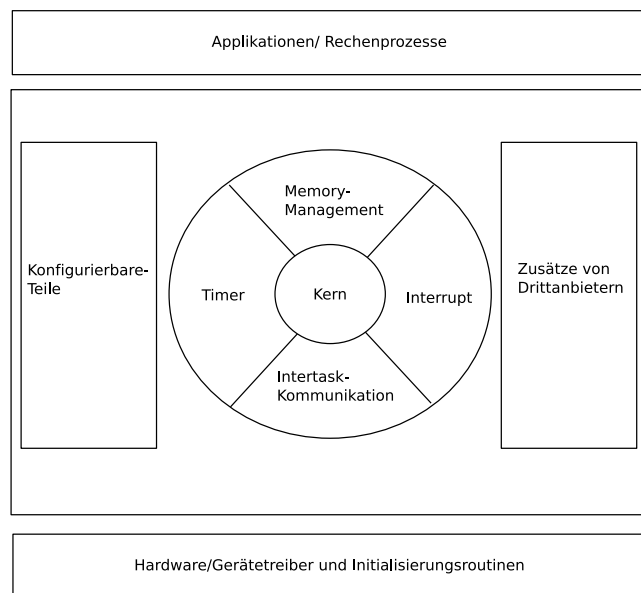 Applikationen/ Rechenprozesse
Memory-
Management
Konfigurierbare-
Teile
Timer
Kern
Interrupt
Zusätze von
Drittanbietern
Intertask-
Kommunikation
Hardware/Gerätetreiber und Initialisierungsroutinen